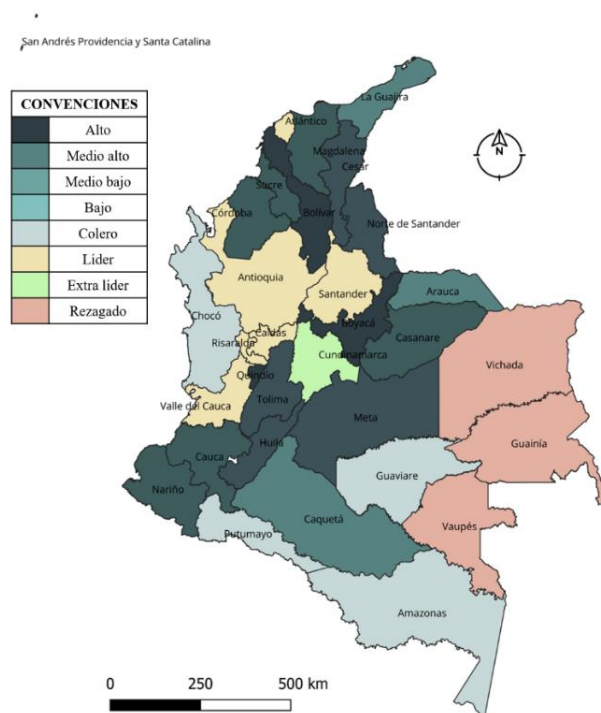 San Andrés Providencia y Santa Catalina
CONVENCIONES
Alto
Medio alto
Medio bajo
Bajo
Colero
Líder
Extra líder
Rezagado
N
La Guajira
Atlántico
Magdalena
Cesar
Sucre
Córdoba
Bolívar
Norte de Santander
Antioquia
Santander
Arauca
Chocó
Boyacá
Casanare
Caldas
Risaralda
Cundinamarca
Vichada
Quindío
Tolima
Valle del Cauca
Meta
Guainía
Huila
Cauca
Guaviare
Nariño
Vaupés
Caquetá
Putumayo
Amazonas
0 250 500 km